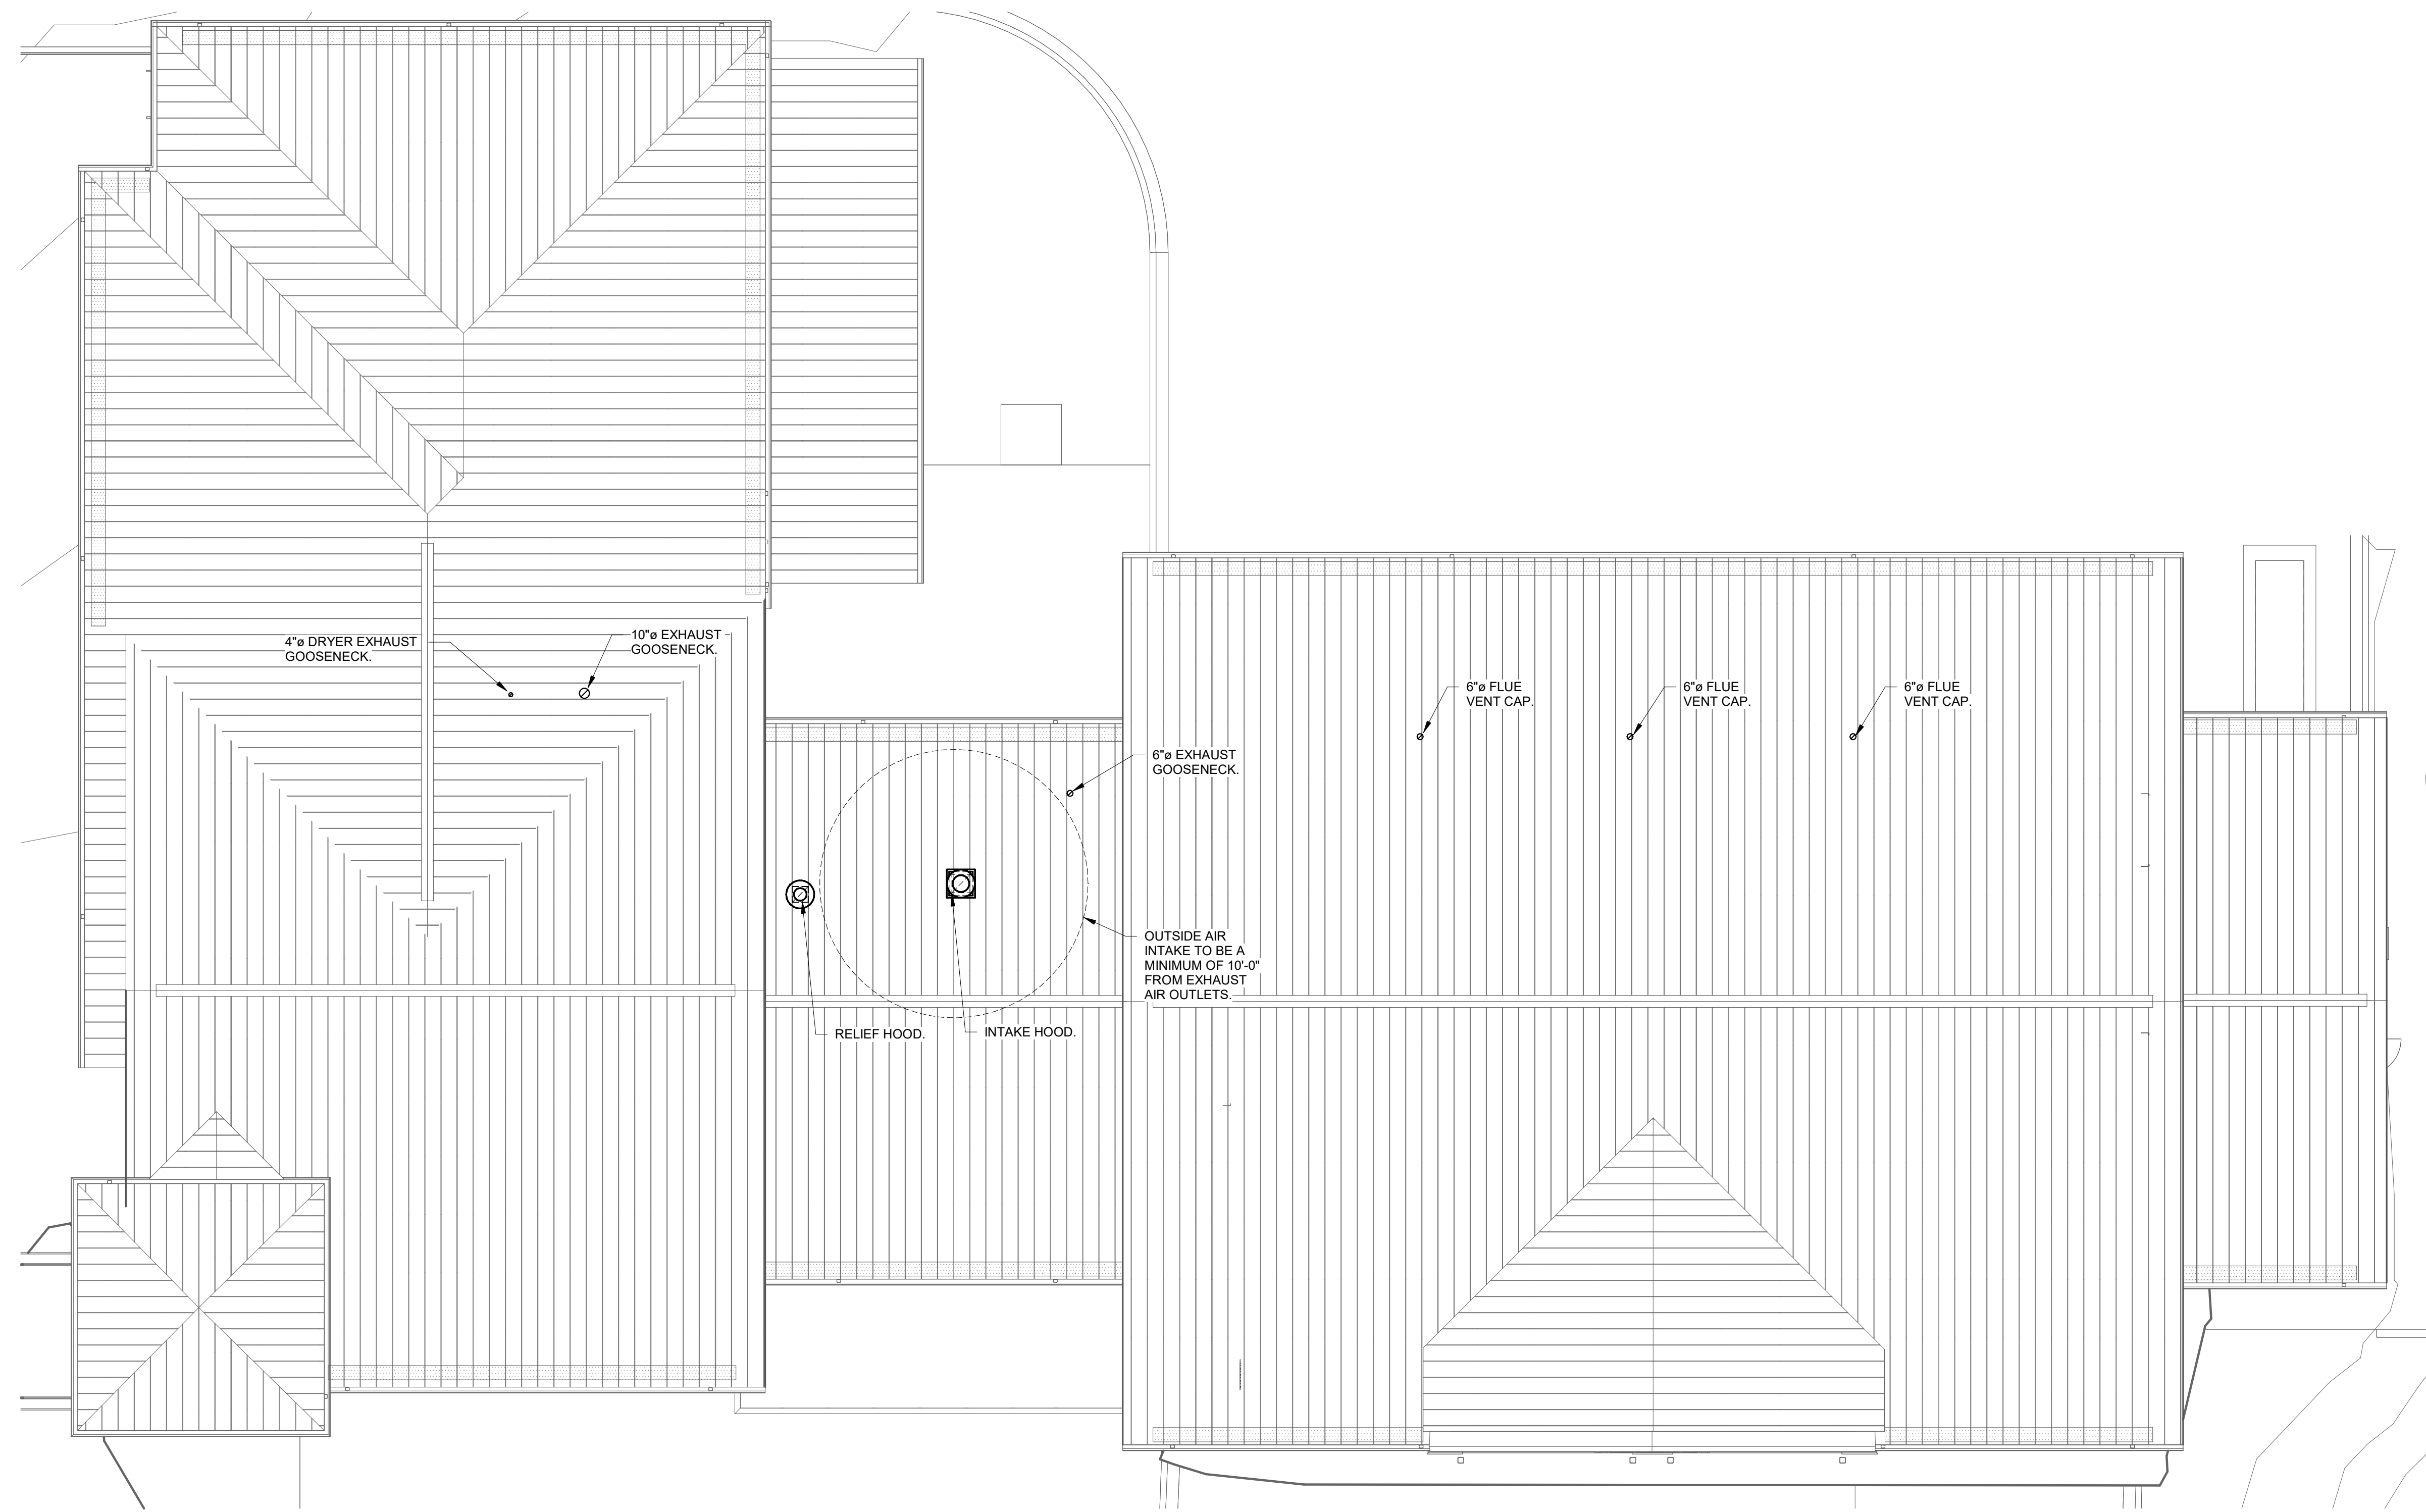 4"ø DRYER EXHAUST
GOOSENECK.
10"ø EXHAUST
GOOSENECK.
6"ø FLUE
VENT CAP.
6"ø FLUE
VENT CAP.
6"ø FLUE
VENT CAP.
6"ø EXHAUST
GOOSENECK.
OUTSIDE AIR
INTAKE TO BE A
MINIMUM OF 10'-0"
FROM EXHAUST
AIR OUTLETS.
RELIEF HOOD.
INTAKE HOOD.